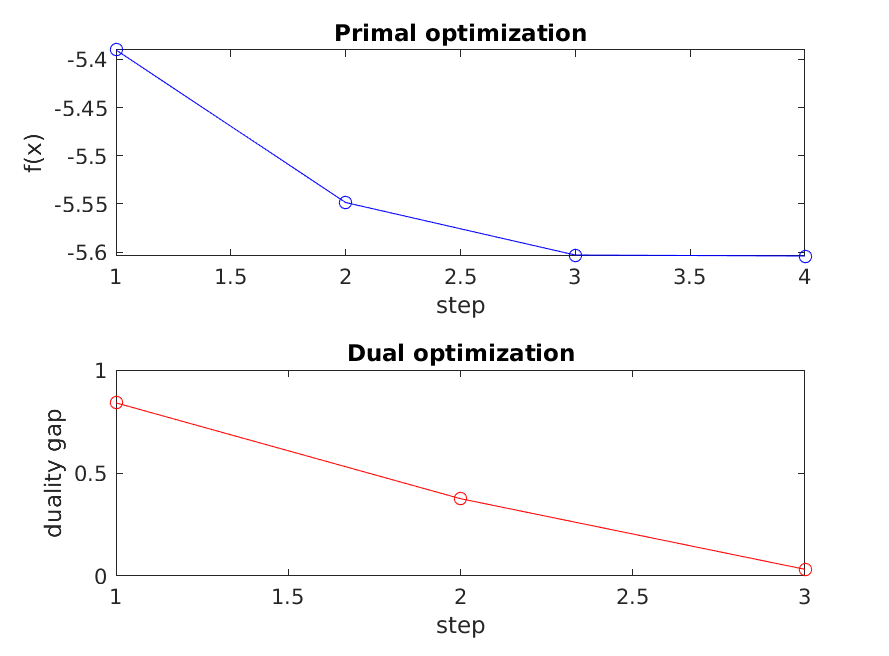 Primal optimization
f(x)
-5.4
-5.45
-5.5
-5.55
-5.6
1 1.5 2 2.5 3 3.5 4
step
Dual optimization
duality gap
1
0.5
0
1 1.5 2 2.5 3
step